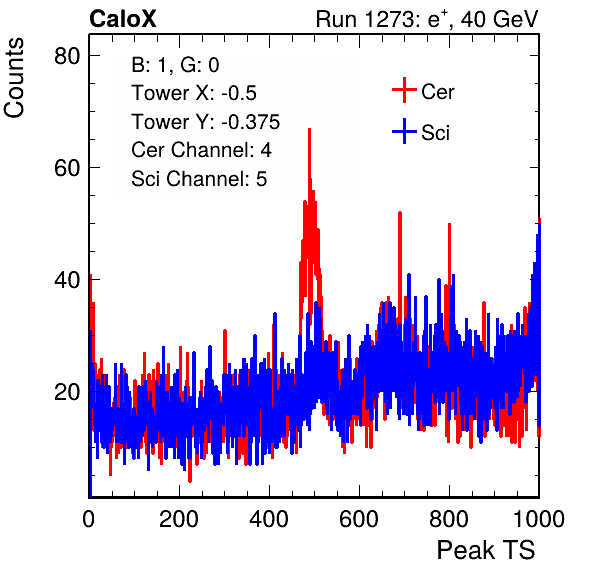 CaloX Run 1273: e⁺, 40 GeV
Counts
B: 1, G: 0
Tower X: -0.5
Tower Y: -0.375
Cer Channel: 4
Sci Channel: 5
Cer
Sci
80
60
40
20
0 200 400 600 800 1000
Peak TS